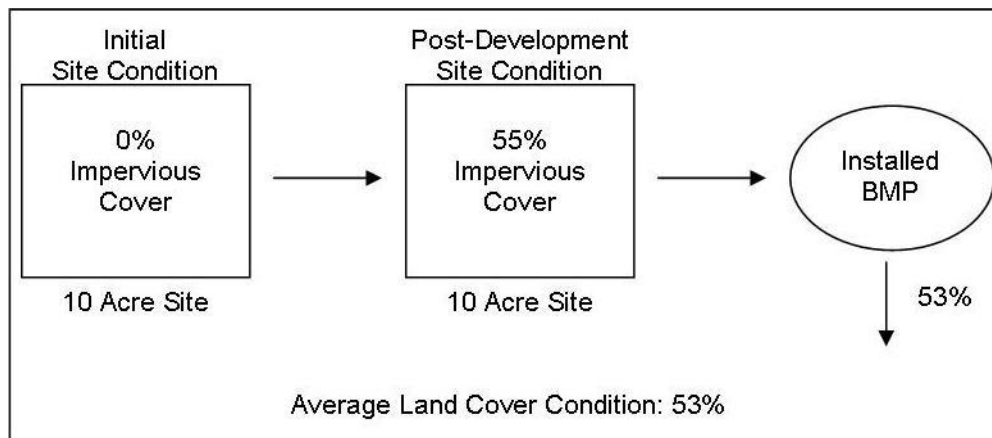 Initial
Site Condition
0%
Impervious
Cover
10 Acre Site
Post-Development
Site Condition
55%
Impervious
Cover
10 Acre Site
Installed
BMP
53%
Average Land Cover Condition: 53%